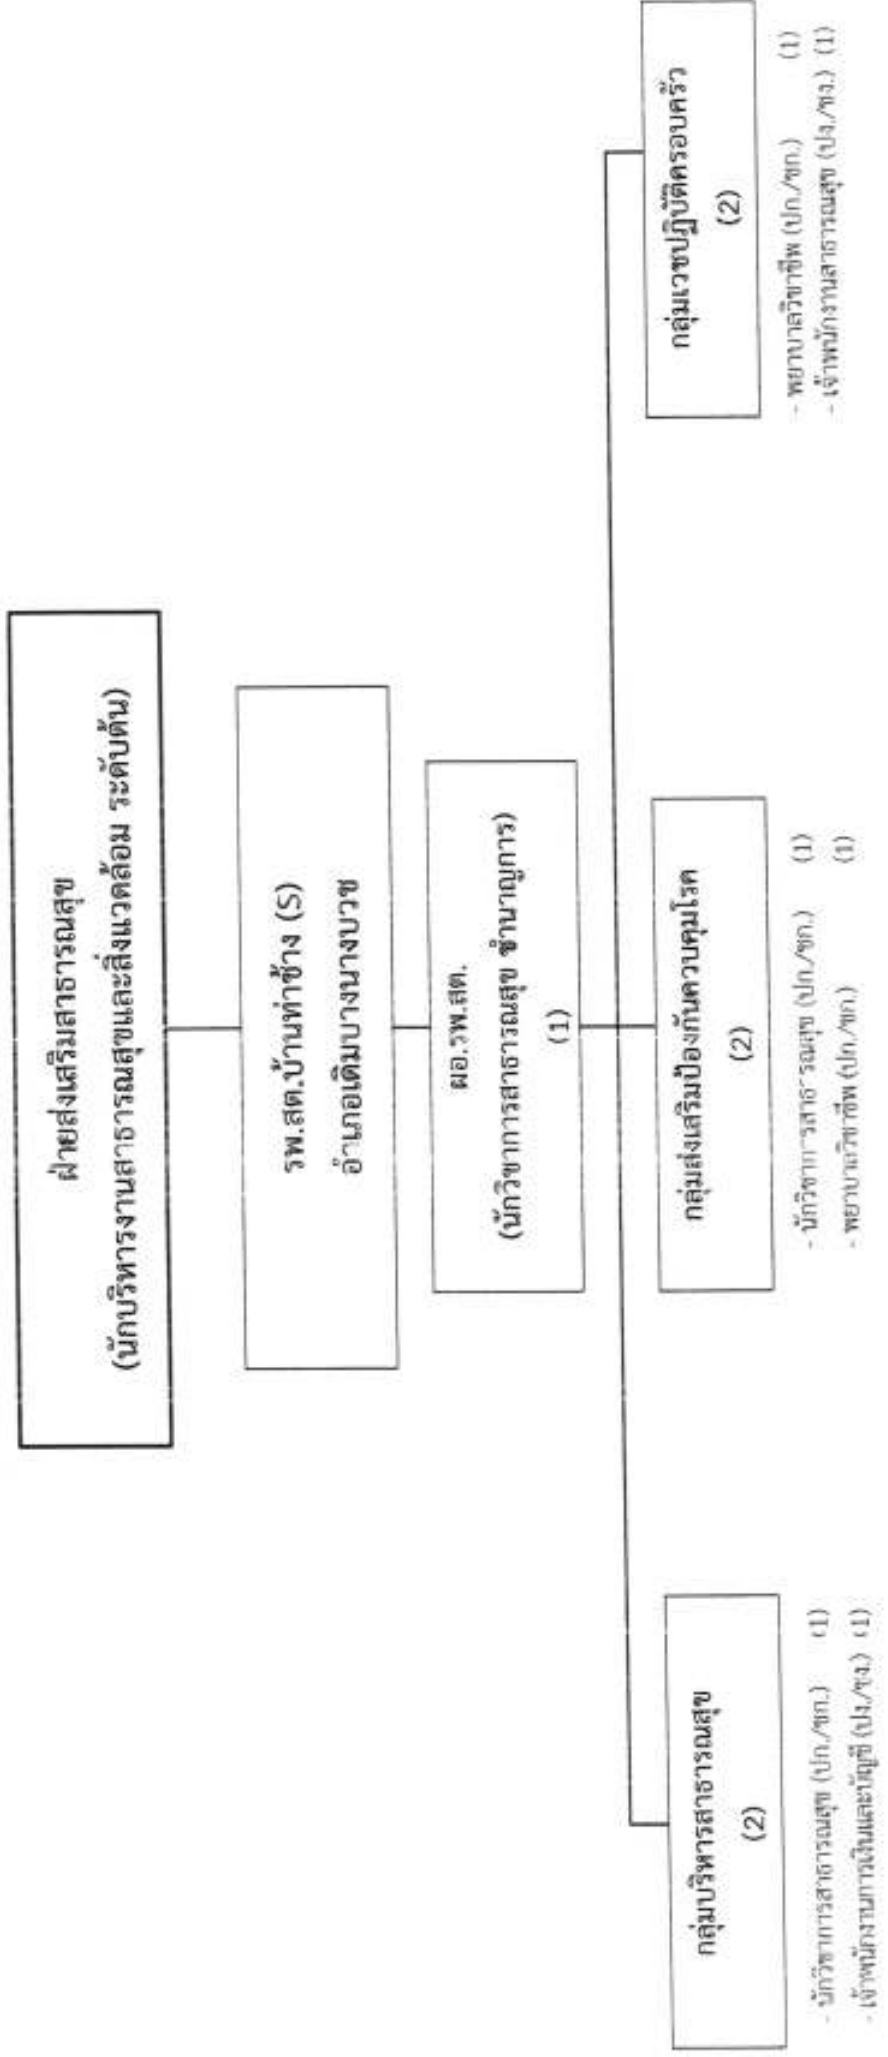 ฝ่ายส่งเสริมสาธารณสุข
(นักบริหารงานสาธารณสุขและสิ่งแวดล้อม ระดับต้น)
รพ.สต.บ้านท่าช้าง (S)
อำเภอเดิมบางนางบวช
ผอ.รพ.สต.
(นักวิชาการสาธารณสุข ชำนาญการ)
(1)
กลุ่มบริหารสาธารณสุข
(2)
- นักวิชาการสาธารณสุข (ปก./ชก.) (1)
- เจ้าพนักงานการเงินและบัญชี (ปง./ชง.) (1)
กลุ่มส่งเสริมป้องกันควบคุมโรค
(2)
- นักวิชาการสาธารณสุข (ปก./ชก.) (1)
- พยาบาลวิชาชีพ (ปก./ชก.) (1)
กลุ่มเวชปฏิบัติครอบครัว
(2)
- พยาบาลวิชาชีพ (ปก./ชก.) (1)
- เจ้าพนักงานสาธารณสุข (ปง./ชง.) (1)